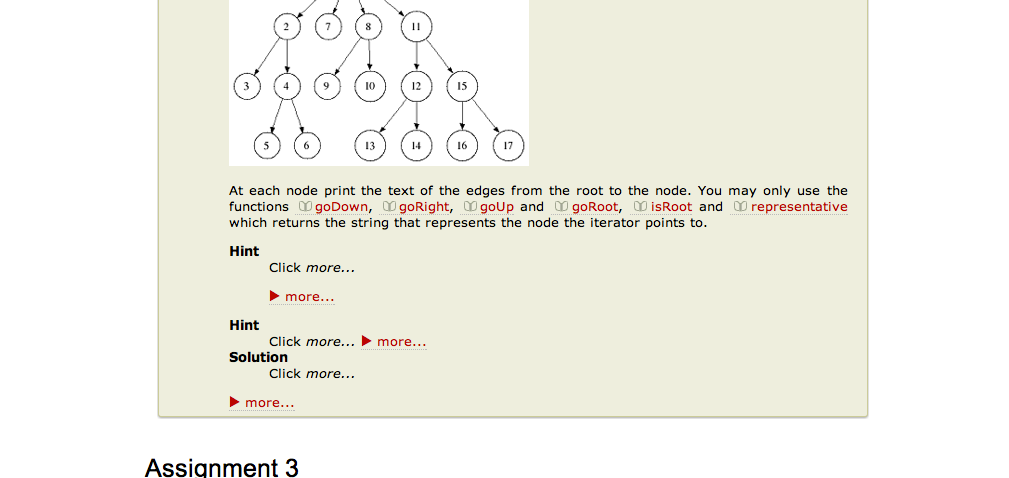 2 7 8 11
3 4 9 10 12 15
5 6 13 14 16 17
At each node print the text of the edges from the root to the node. You may only use the
functions goDown, goRight, goUp and goRoot, isRoot and representative
which returns the string that represents the node the iterator points to.
Hint
Click more...
more...
Hint
Click more... more...
Solution
Click more...
more...
Assignment 3